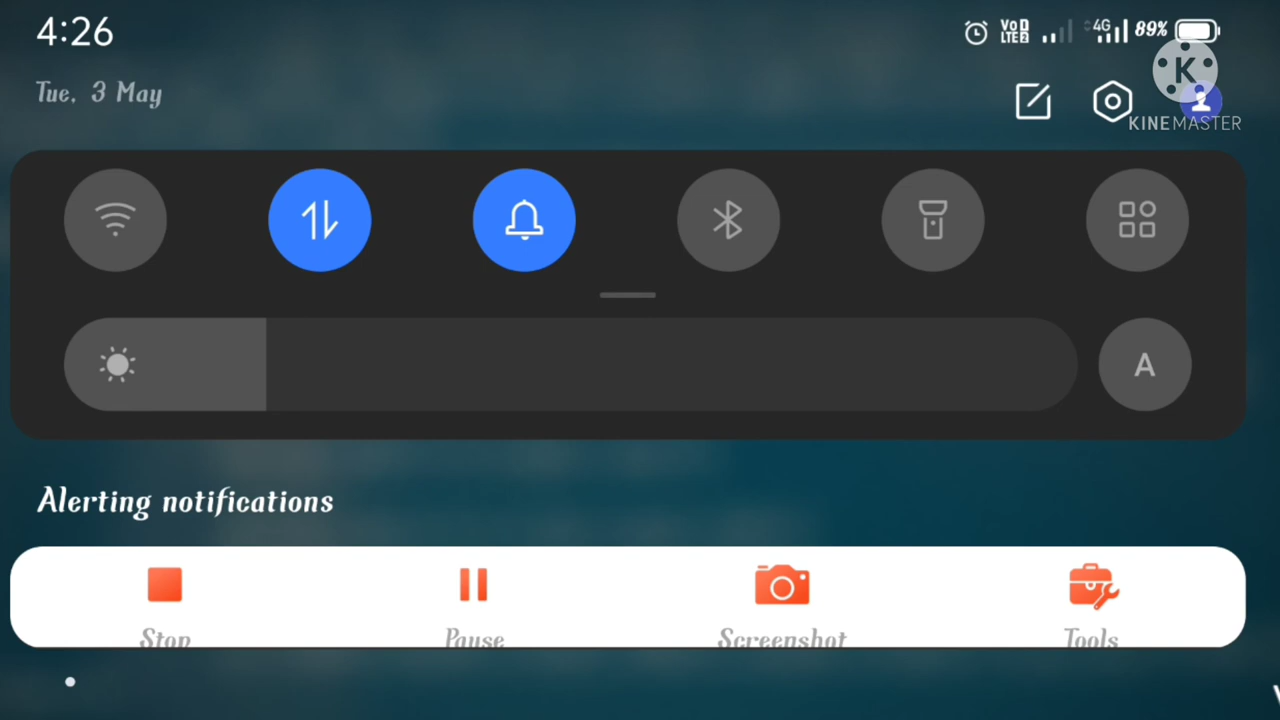 4:26
VoD
LTE2
4G
89%
Tue, 3 May
K
KINEMASTER
A
Alerting notifications
Stop
Pause
Screenshot
Tools